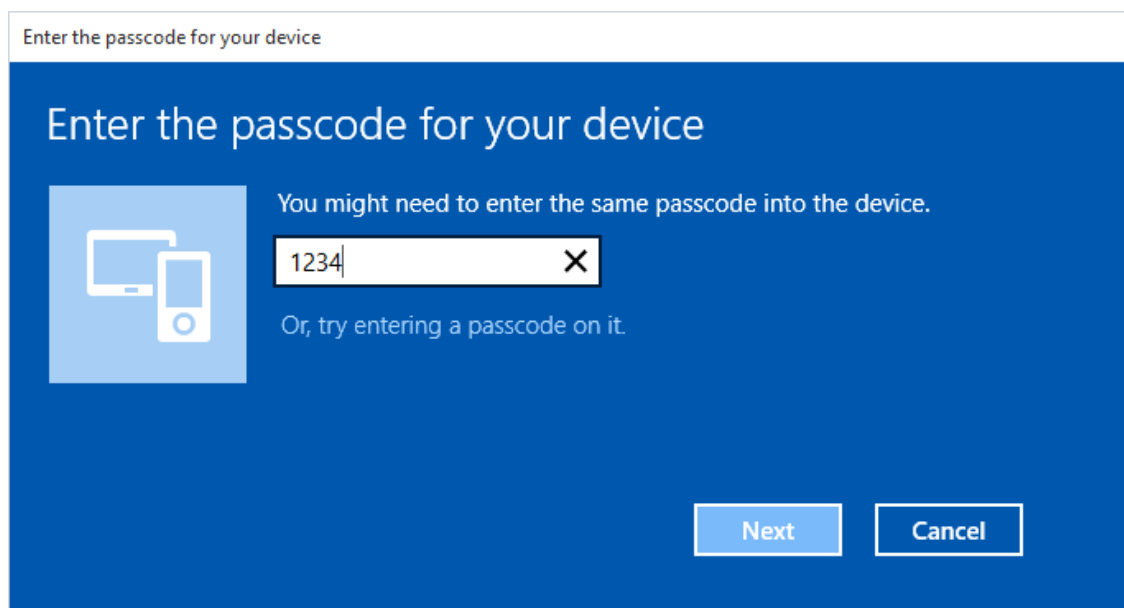 Enter the passcode for your device
Enter the passcode for your device
You might need to enter the same passcode into the device.
1234
Or, try entering a passcode on it.
Next
Cancel